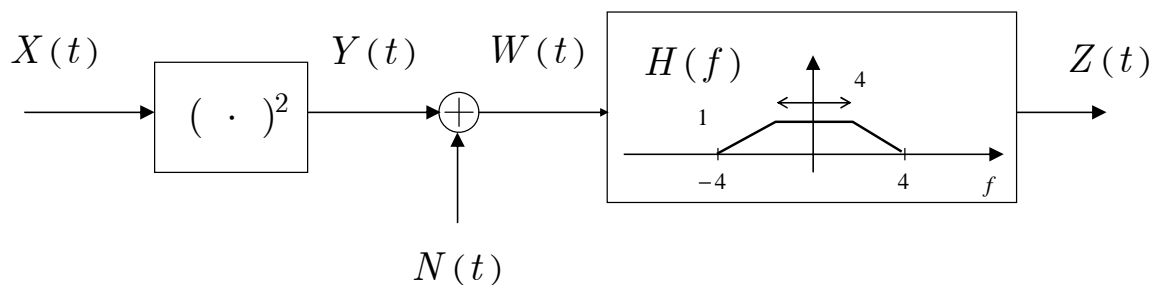 X(t)
( · )²
Y(t)
N(t)
W(t)
H(f)
4
1
−4
4
f
Z(t)